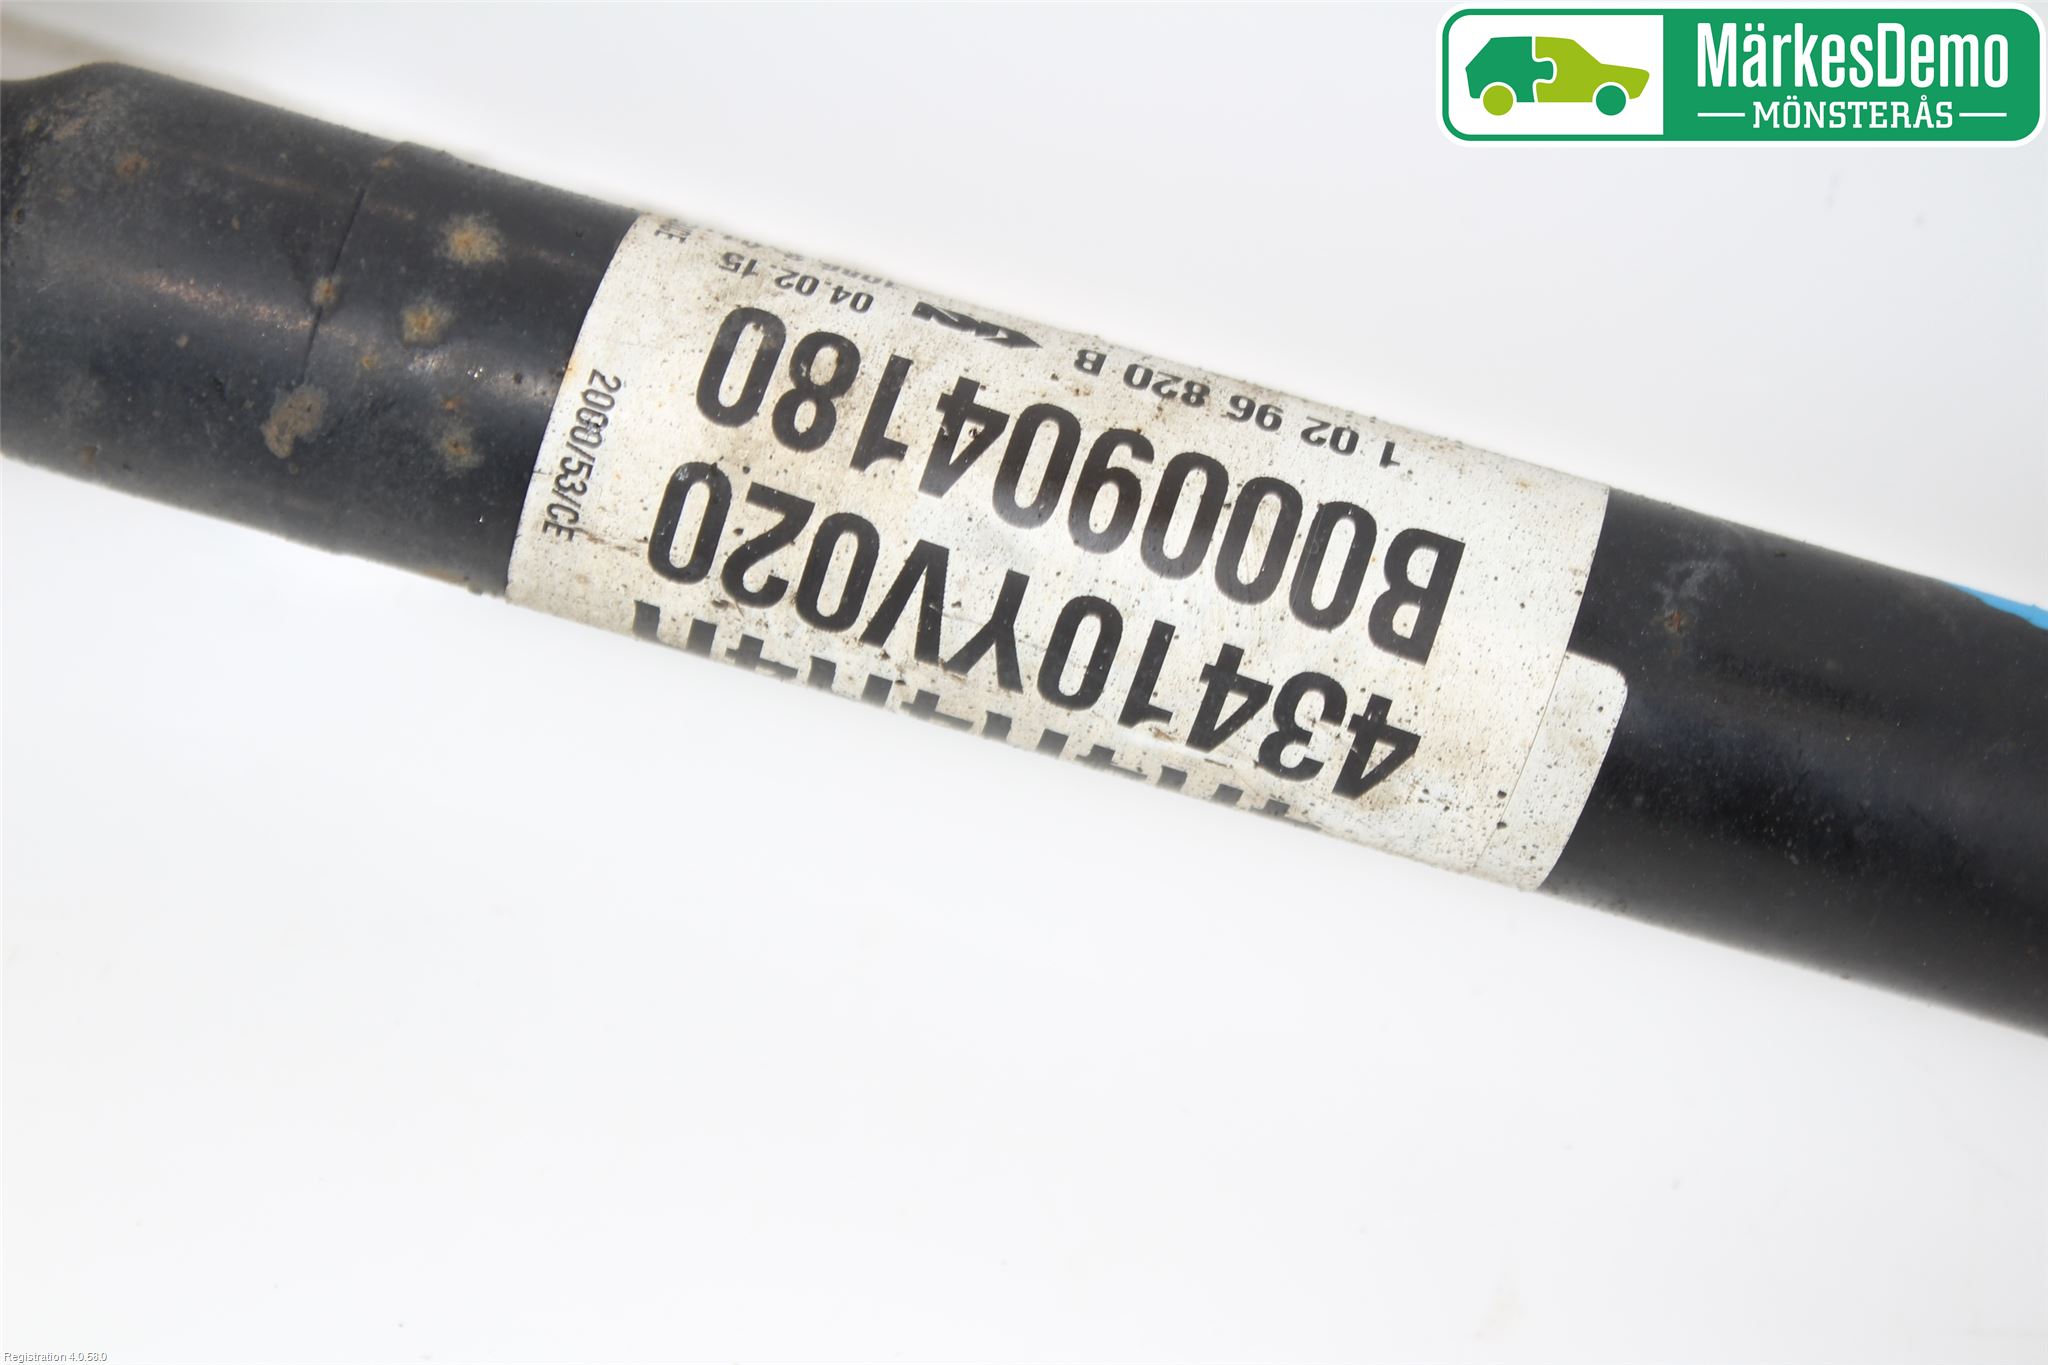 MärkesDemo
MÖNSTERÅS
43410YV020
B000904180
1 02 96 820 B
04.02.15
2000/53/CE
Registration 4.0.58.0